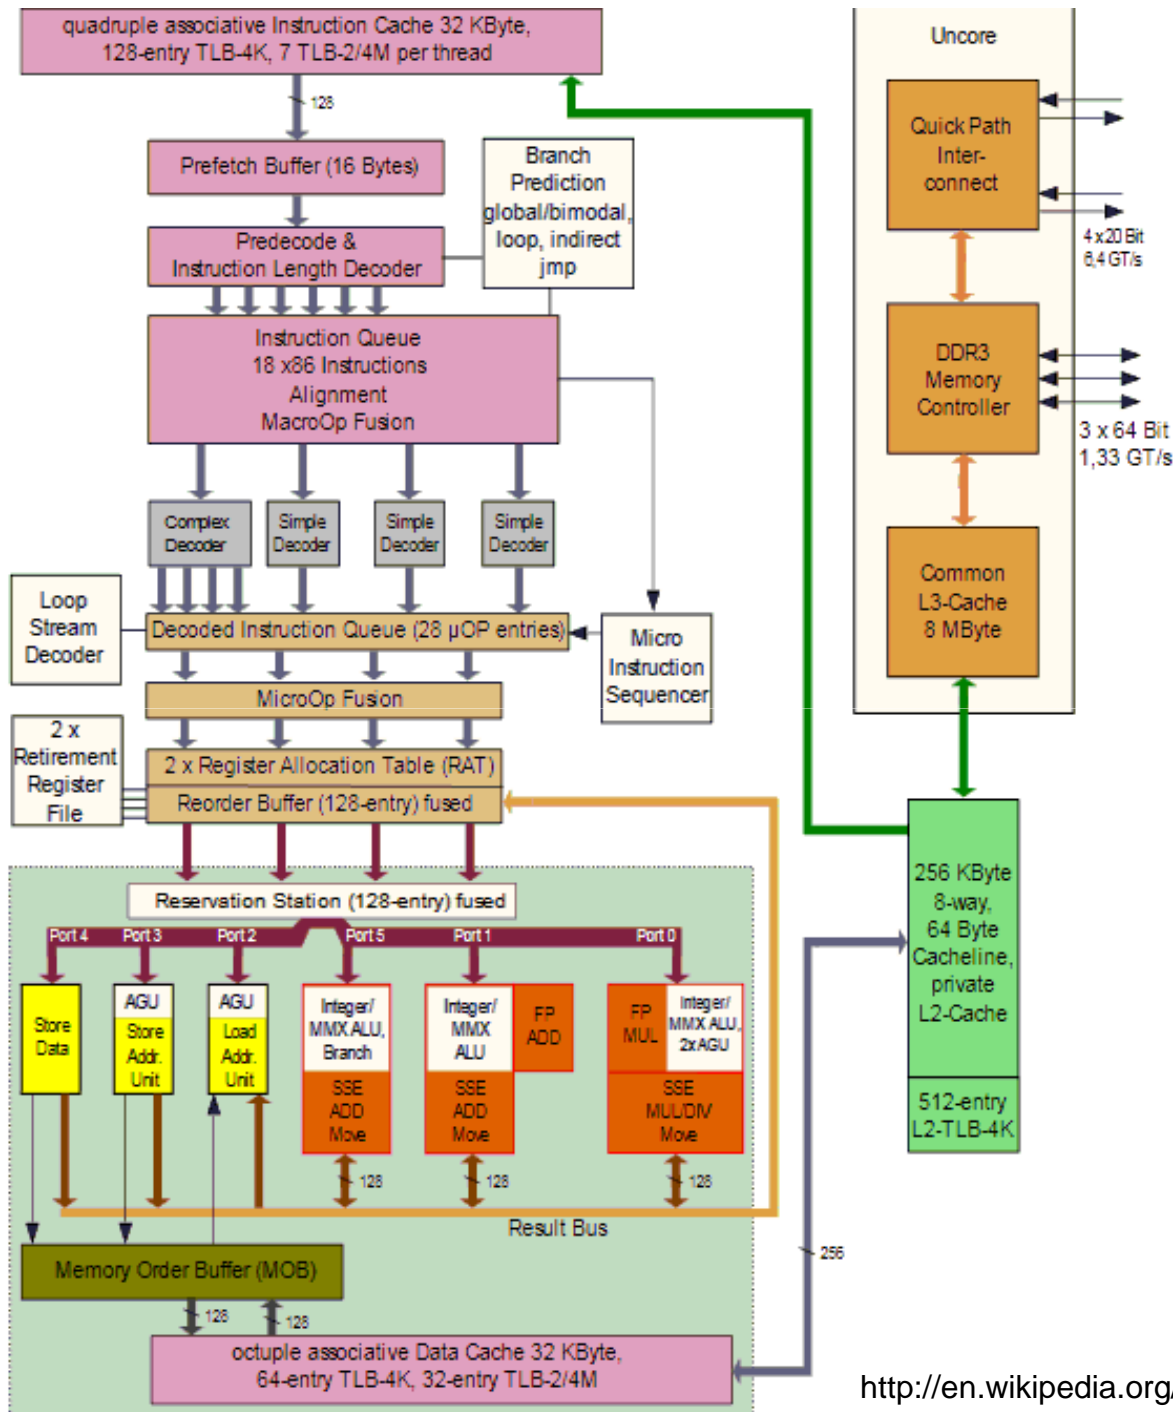 quadruple associative Instruction Cache 32 KByte,
128-entry TLB-4K, 7 TLB-2/4M per thread
128
Prefetch Buffer (16 Bytes)
Branch
Prediction
global/bimodal,
loop, indirect
jmp
Predecode &
Instruction Length Decoder
Instruction Queue
18 x86 Instructions
Alignment
MacroOp Fusion
Complex
Decoder
Simple
Decoder
Simple
Decoder
Simple
Decoder
Loop
Stream
Decoder
Decoded Instruction Queue (28 µOP entries)
Micro
Instruction
Sequencer
MicroOp Fusion
2 x
Retirement
Register
File
2 x Register Allocation Table (RAT)
Reorder Buffer (128-entry) fused
Reservation Station (128-entry) fused
Port 4
Port 3
Port 2
Port 5
Port 1
Port 0
Store
Data
AGU
Store
Addr.
Unit
AGU
Load
Addr.
Unit
Integer/
MMX ALU,
Branch
SSE
ADD
Move
Integer/
MMX
ALU
FP
ADD
SSE
ADD
Move
FP
MUL
Integer/
MMX ALU,
2x AGU
SSE
MUL/DIV
Move
128
128
128
Result Bus
Memory Order Buffer (MOB)
128
128
octuple associative Data Cache 32 KByte,
64-entry TLB-4K, 32-entry TLB-2/4M
256
Uncore
Quick Path
Inter-
connect
4 x 20 Bit
6,4 GT/s
DDR3
Memory
Controller
3 x 64 Bit
1,33 GT/s
Common
L3-Cache
8 MByte
256 KByte
8-way,
64 Byte
Cacheline,
private
L2-Cache
512-entry
L2-TLB-4K
http://en.wikipedia.org/